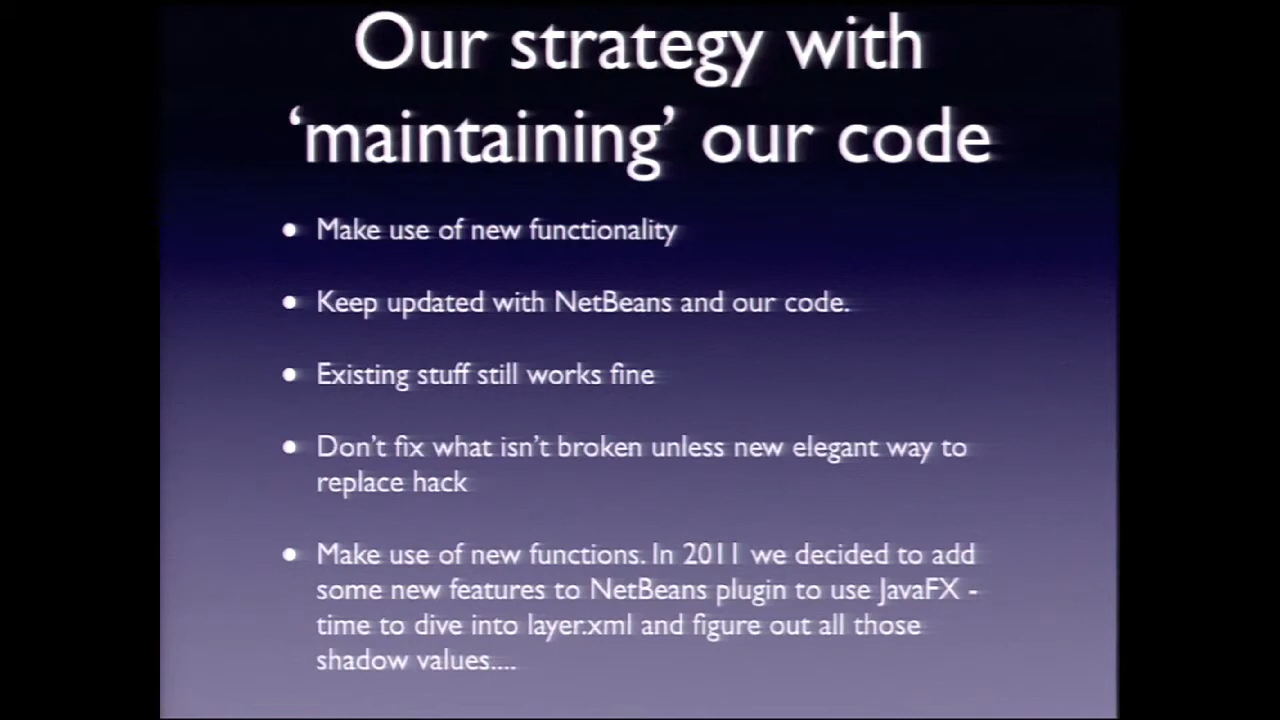 Our strategy with
‘maintaining’ our code
• Make use of new functionality
• Keep updated with NetBeans and our code.
• Existing stuff still works fine
• Don’t fix what isn’t broken unless new elegant way to
replace hack
• Make use of new functions. In 2011 we decided to add
some new features to NetBeans plugin to use JavaFX -
time to dive into layer.xml and figure out all those
shadow values....